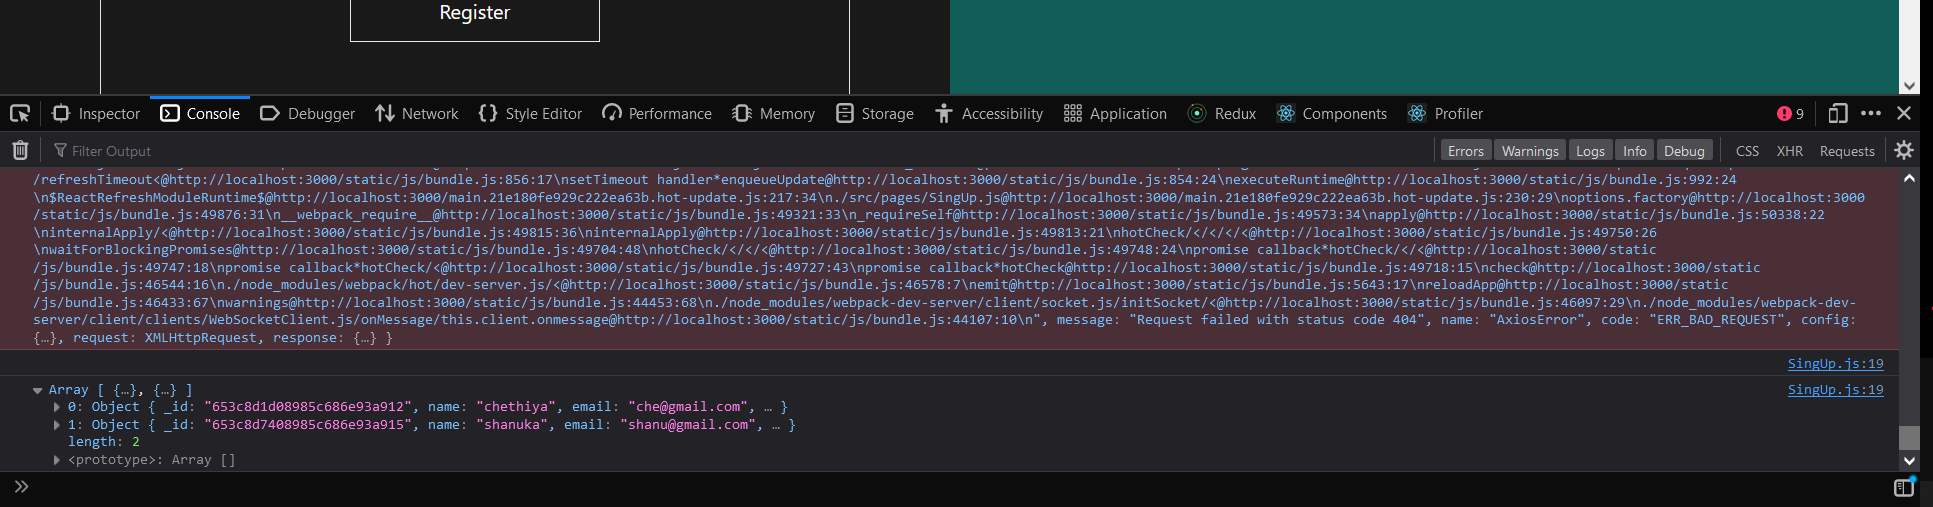 Register
Inspector Console Debugger Network Style Editor Performance Memory Storage Accessibility Application Redux Components Profiler 9
Filter Output Errors Warnings Logs Info Debug CSS XHR Requests
/refreshTimeout<@http://localhost:3000/static/js/bundle.js:856:17\nsetTimeout handler*enqueueUpdate@http://localhost:3000/static/js/bundle.js:854:24\nexecuteRuntime@http://localhost:3000/static/js/bundle.js:992:24
\n$ReactRefreshModuleRuntime$@http://localhost:3000/main.21e180fe929c222ea63b.hot-update.js:217:34\n./src/pages/SingUp.js@http://localhost:3000/main.21e180fe929c222ea63b.hot-update.js:230:29\noptions.factory@http://localhost:3000
/static/js/bundle.js:49876:31\n__webpack_require__@http://localhost:3000/static/js/bundle.js:49321:33\n_requireSelf@http://localhost:3000/static/js/bundle.js:49573:34\napply@http://localhost:3000/static/js/bundle.js:50338:22
\ninternalApply/<@http://localhost:3000/static/js/bundle.js:49815:36\ninternalApply@http://localhost:3000/static/js/bundle.js:49813:21\nhotCheck/</</</<@http://localhost:3000/static/js/bundle.js:49750:26
\nwaitForBlockingPromises@http://localhost:3000/static/js/bundle.js:49704:48\nhotCheck/</</<@http://localhost:3000/static/js/bundle.js:49748:24\npromise callback*hotCheck/</<@http://localhost:3000/static
/js/bundle.js:49747:18\npromise callback*hotCheck/<@http://localhost:3000/static/js/bundle.js:49727:43\npromise callback*hotCheck@http://localhost:3000/static/js/bundle.js:49718:15\ncheck@http://localhost:3000/static
/js/bundle.js:46544:16\n./node_modules/webpack/hot/dev-server.js/<@http://localhost:3000/static/js/bundle.js:46578:7\nemit@http://localhost:3000/static/js/bundle.js:5643:17\nreloadApp@http://localhost:3000/static
/js/bundle.js:46433:67\nwarnings@http://localhost:3000/static/js/bundle.js:44453:68\n./node_modules/webpack-dev-server/client/socket.js/initSocket/<@http://localhost:3000/static/js/bundle.js:46097:29\n./node_modules/webpack-dev-
server/client/clients/WebSocketClient.js/onMessage/this.client.onmessage@http://localhost:3000/static/js/bundle.js:44107:10\n", message: "Request failed with status code 404", name: "AxiosError", code: "ERR_BAD_REQUEST", config:
{…}, request: XMLHttpRequest, response: {…} }
SingUp.js:19
Array [ {…}, {…} ] SingUp.js:19
0: Object { _id: "653c8d1d08985c686e93a912", name: "chethiya", email: "che@gmail.com", … }
1: Object { _id: "653c8d7408985c686e93a915", name: "shanuka", email: "shanu@gmail.com", … }
length: 2
<prototype>: Array []